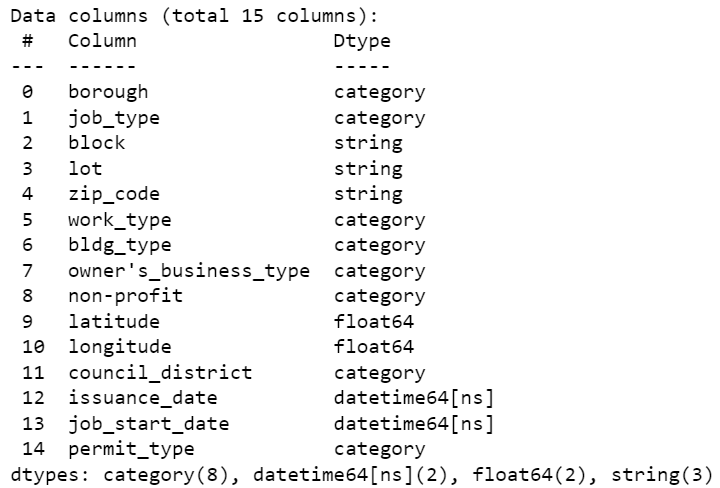 Data columns (total 15 columns):
 #   Column                 Dtype
---  ------                 -----
 0   borough                category
 1   job_type               category
 2   block                  string
 3   lot                    string
 4   zip_code               string
 5   work_type              category
 6   bldg_type              category
 7   owner's_business_type  category
 8   non-profit             category
 9   latitude               float64
 10  longitude              float64
 11  council_district       category
 12  issuance_date          datetime64[ns]
 13  job_start_date         datetime64[ns]
 14  permit_type            category
dtypes: category(8), datetime64[ns](2), float64(2), string(3)